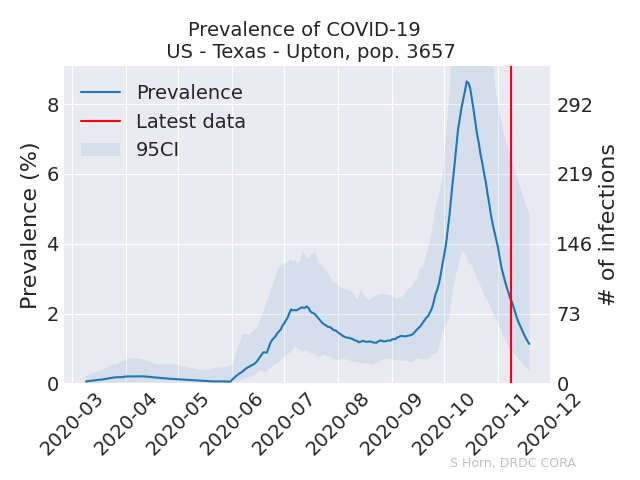 Prevalence of COVID-19
US - Texas - Upton, pop. 3657
Prevalence
Latest data
95CI
Prevalence (%)
8
6
4
2
0
292
219
146
73
0
# of infections
2020-03
2020-04
2020-05
2020-06
2020-07
2020-08
2020-09
2020-10
2020-11
2020-12
S Horn, DRDC CORA